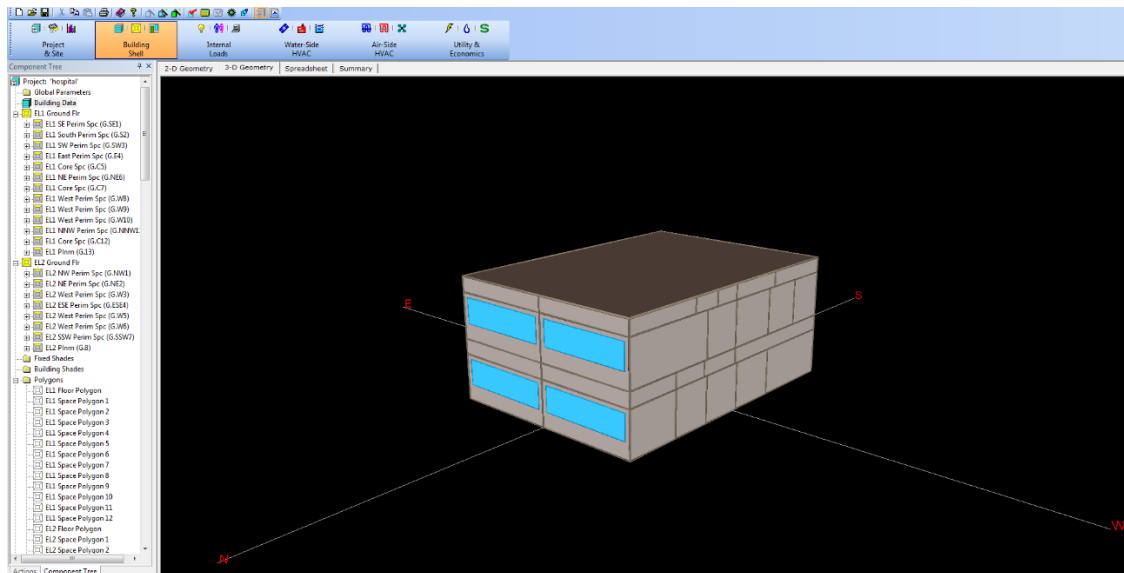 Project
& Site
Building
Shell
Internal
Loads
Water-Side
HVAC
Air-Side
HVAC
Utility &
Economics
Component Tree
2-D Geometry
3-D Geometry
Spreadsheet
Summary
Project: 'hospital'
Global Parameters
Building Data
EL1 Ground Flr
EL1 SE Perim Spc (G.SE1)
EL1 South Perim Spc (G.S2)
EL1 SW Perim Spc (G.SW3)
EL1 East Perim Spc (G.E4)
EL1 Core Spc (G.C5)
EL1 NE Perim Spc (G.NE6)
EL1 Core Spc (G.C7)
EL1 West Perim Spc (G.W8)
EL1 West Perim Spc (G.W9)
EL1 West Perim Spc (G.W10)
EL1 NNW Perim Spc (G.NNW1
EL1 Core Spc (G.C12)
EL1 Plnm (G.13)
EL2 Ground Flr
EL2 NW Perim Spc (G.NW1)
EL2 NE Perim Spc (G.NE2)
EL2 West Perim Spc (G.W3)
EL2 ESE Perim Spc (G.ESE4)
EL2 West Perim Spc (G.W5)
EL2 West Perim Spc (G.W6)
EL2 SSW Perim Spc (G.SSW7)
EL2 Plnm (G.8)
Fixed Shades
Building Shades
Polygons
EL1 Floor Polygon
EL1 Space Polygon 1
EL1 Space Polygon 2
EL1 Space Polygon 3
EL1 Space Polygon 4
EL1 Space Polygon 5
EL1 Space Polygon 6
EL1 Space Polygon 7
EL1 Space Polygon 8
EL1 Space Polygon 9
EL1 Space Polygon 10
EL1 Space Polygon 11
EL1 Space Polygon 12
EL2 Floor Polygon
EL2 Space Polygon 1
EL2 Space Polygon 2
Actions
Component Tree
E
S
W
N